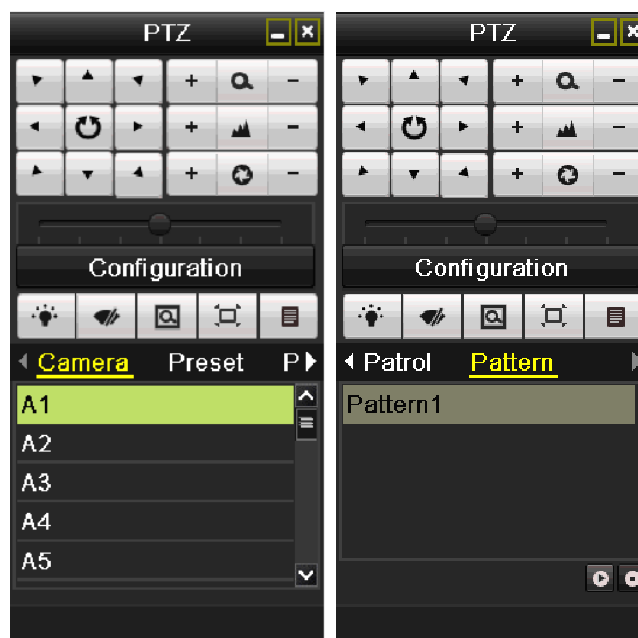 PTZ
Configuration
Camera Preset P
A1
A2
A3
A4
A5
PTZ
Configuration
Patrol Pattern
Pattern1